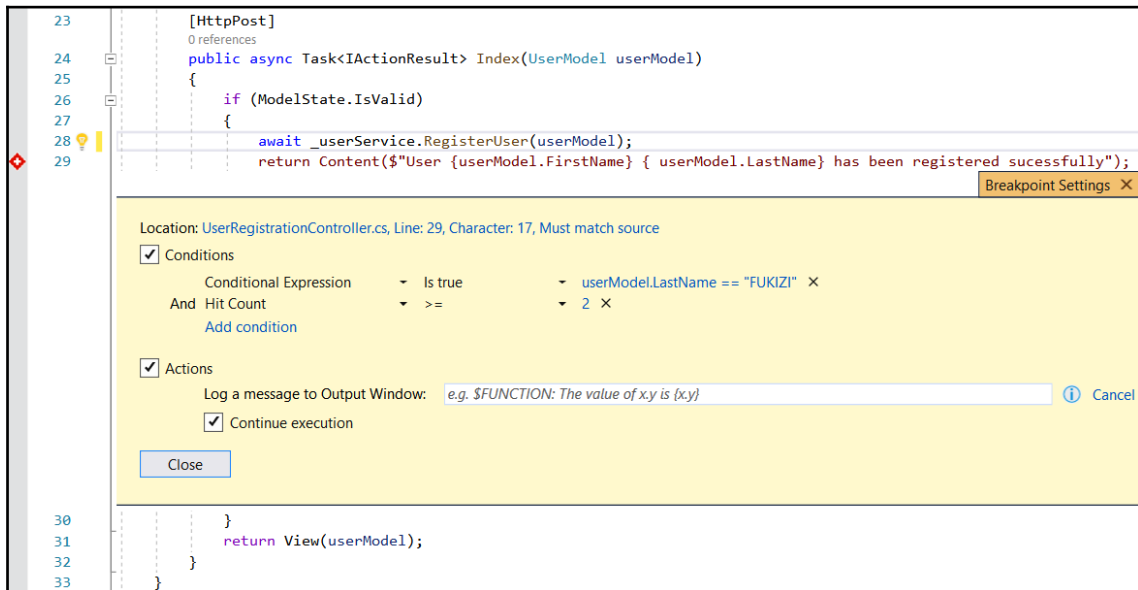 23 [HttpPost]
0 references
24 public async Task<IActionResult> Index(UserModel userModel)
25 {
26 if (ModelState.IsValid)
27 {
28 await _userService.RegisterUser(userModel);
29 return Content($"User {userModel.FirstName} { userModel.LastName} has been registered sucessfully");
Breakpoint Settings ×
Location: UserRegistrationController.cs, Line: 29, Character: 17, Must match source
Conditions
Conditional Expression Is true userModel.LastName == "FUKIZI" ×
And Hit Count >= 2 ×
Add condition
Actions
Log a message to Output Window: e.g. $FUNCTION: The value of x.y is {x.y} Cancel
Continue execution
Close
30 }
31 return View(userModel);
32 }
33 }